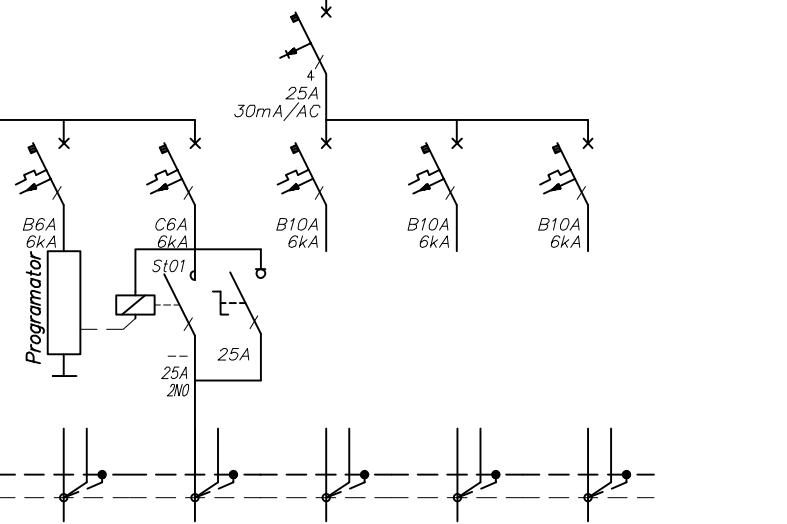 4
25A
30mA/AC
B6A
6kA
C6A
6kA
B10A
6kA
B10A
6kA
B10A
6kA
Programator
St01
25A
25A
2NO